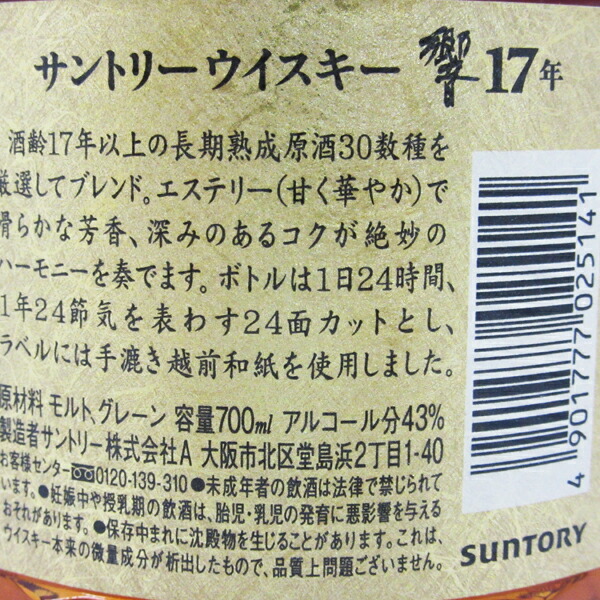 サントリーウイスキー 響 17年
酒齢17年以上の長期熟成原酒30数種を
厳選してブレンド。エステリー(甘く華やか)で
滑らかな芳香、深みのあるコクが絶妙の
ハーモニーを奏でます。ボトルは1日24時間、
1年24節気を表わす24面カットとし、
ラベルには手漉き越前和紙を使用しました。
原材料 モルト、グレーン 容量700ml アルコール分43%
製造者サントリー株式会社A 大阪市北区堂島浜2丁目1-40
お客様センター 0120-139-310 ●未成年者の飲酒は法律で禁じられて
います。●妊娠中や授乳期の飲酒は、胎児・乳児の発育に悪影響を与える
おそれがあります。●保存中まれに沈殿物を生じることがあります。これは、
ウイスキー本来の微量成分が析出したもので、品質上問題ございません。
4 901777 025141
SUNTORY